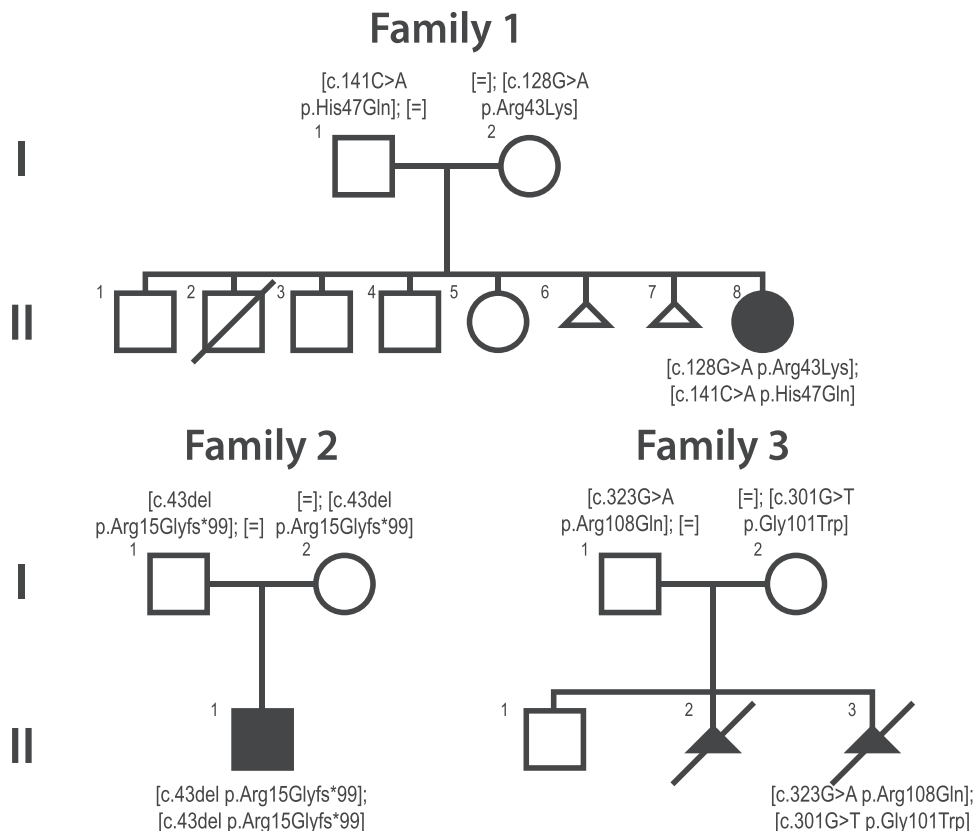 Family 1
[c.141C>A
p.His47Gln]; [=]
[=]; [c.128G>A
p.Arg43Lys]
I
1
2
II
1
2
3
4
5
6
7
8
[c.128G>A p.Arg43Lys];
[c.141C>A p.His47Gln]
Family 2
[c.43del
p.Arg15Glyfs*99]; [=]
[=]; [c.43del
p.Arg15Glyfs*99]
I
1
2
II
1
[c.43del p.Arg15Glyfs*99];
[c.43del p.Arg15Glyfs*99]
Family 3
[c.323G>A
p.Arg108Gln]; [=]
[=]; [c.301G>T
p.Gly101Trp]
1
2
1
2
3
[c.323G>A p.Arg108Gln];
[c.301G>T p.Gly101Trp]